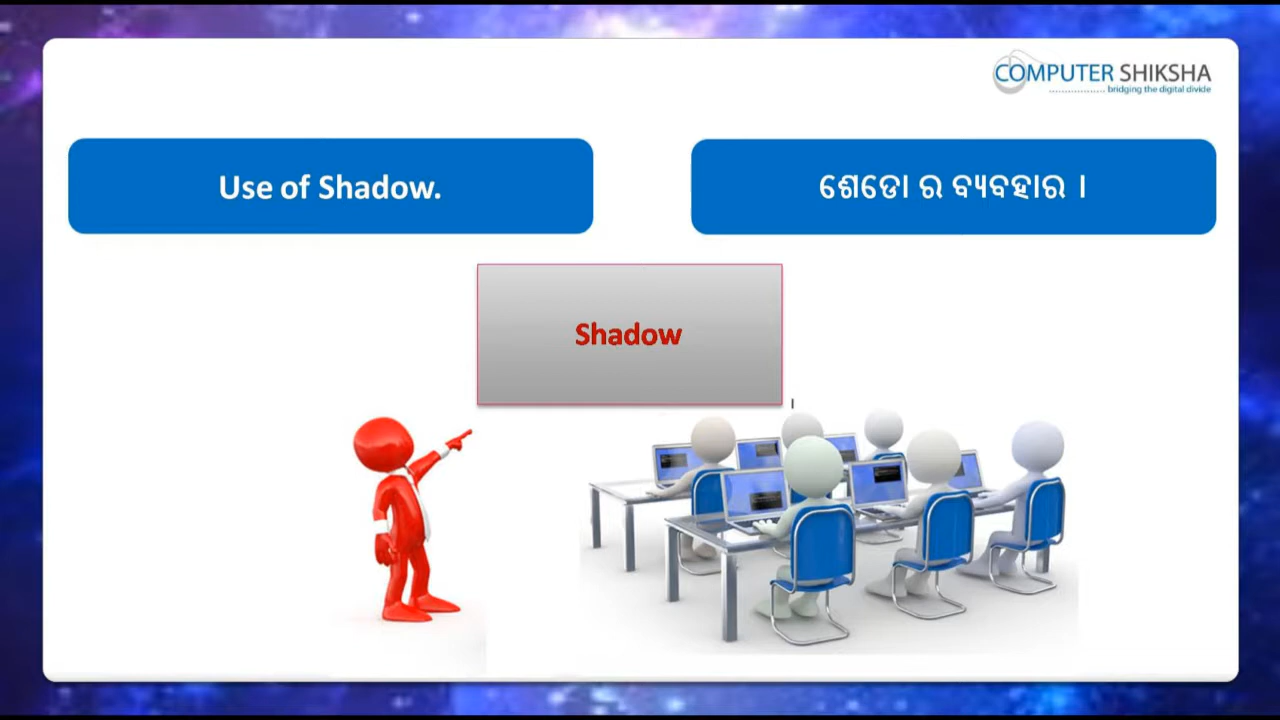 COMPUTER SHIKSHA
bridging the digital divide
Use of Shadow.
ଶେଡୋ ର ବ୍ୟବହାର ।
Shadow